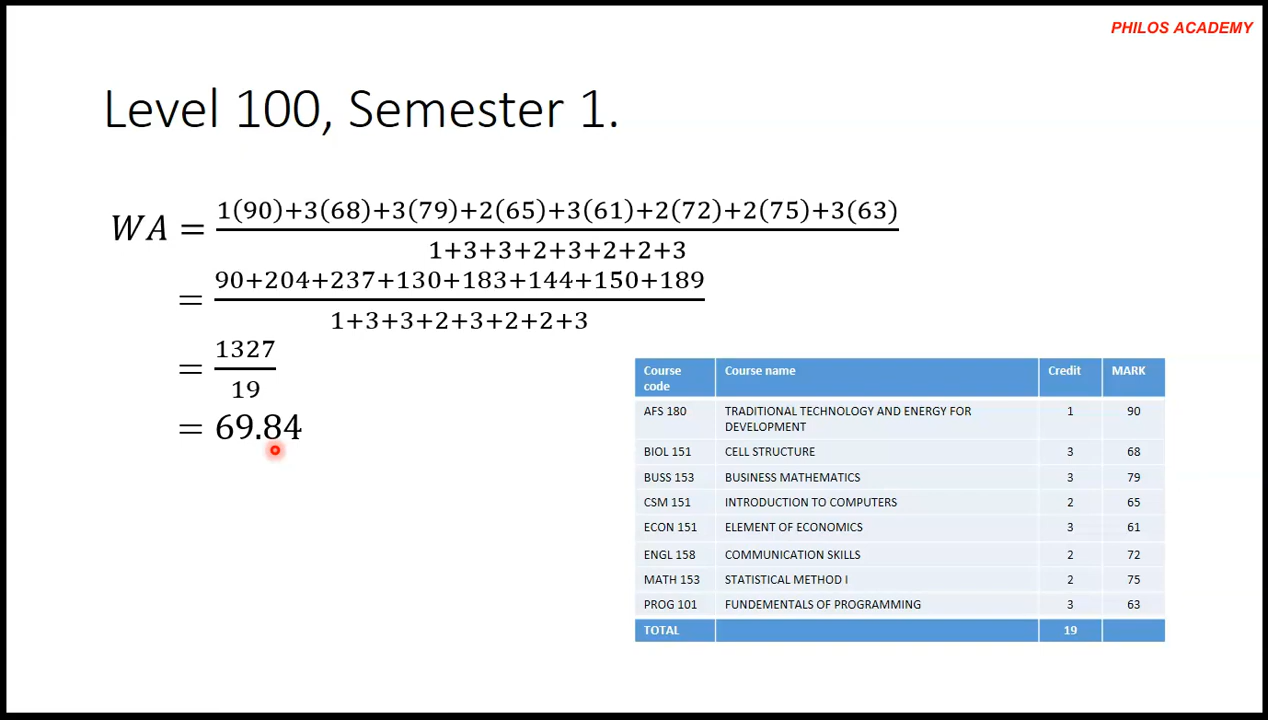 PHILOS ACADEMY
Level 100, Semester 1.
WA = \frac{1(90)+3(68)+3(79)+2(65)+3(61)+2(72)+2(75)+3(63)}{1+3+3+2+3+2+2+3}
= \frac{90+204+237+130+183+144+150+189}{1+3+3+2+3+2+2+3}
= \frac{1327}{19}
= 69.84
Course code | Course name | Credit | MARK
AFS 180 | TRADITIONAL TECHNOLOGY AND ENERGY FOR DEVELOPMENT | 1 | 90
BIOL 151 | CELL STRUCTURE | 3 | 68
BUSS 153 | BUSINESS MATHEMATICS | 3 | 79
CSM 151 | INTRODUCTION TO COMPUTERS | 2 | 65
ECON 151 | ELEMENT OF ECONOMICS | 3 | 61
ENGL 158 | COMMUNICATION SKILLS | 2 | 72
MATH 153 | STATISTICAL METHOD I | 2 | 75
PROG 101 | FUNDEMENTALS OF PROGRAMMING | 3 | 63
TOTAL | | 19 |